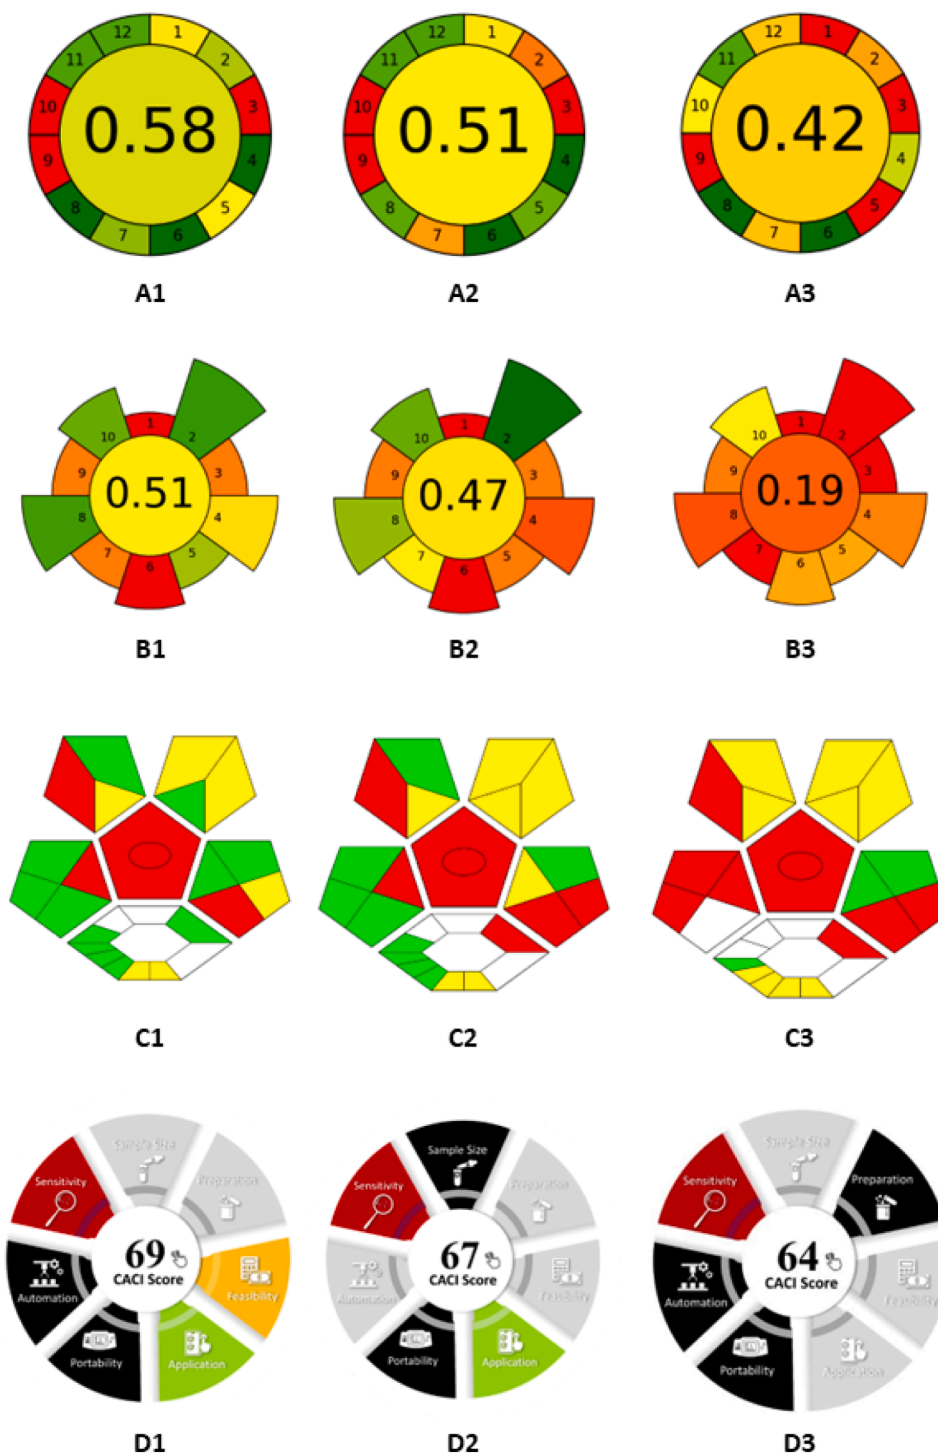 12 1
11 2
10 3
0.58
9 4
8 5
7 6
A1
12 1
11 2
10 3
0.51
9 4
8 5
7 6
A2
12 1
11 2
10 3
0.42
9 4
8 5
7 6
A3
1
10 2
9 3
0.51
8 4
7 5
6
B1
1
10 2
9 3
0.47
8 4
7 5
6
B2
1
10 2
9 3
0.19
8 4
7 5
6
B3
C1
C2
C3
Sample Size
Sensitivity
Preparation
69
CACI Score
Automation
Feasibility
Portability
Application
D1
Sample Size
Sensitivity
Preparation
67
CACI Score
Automation
Feasibility
Portability
Application
D2
Sample Size
Sensitivity
Preparation
64
CACI Score
Automation
Feasibility
Portability
Application
D3